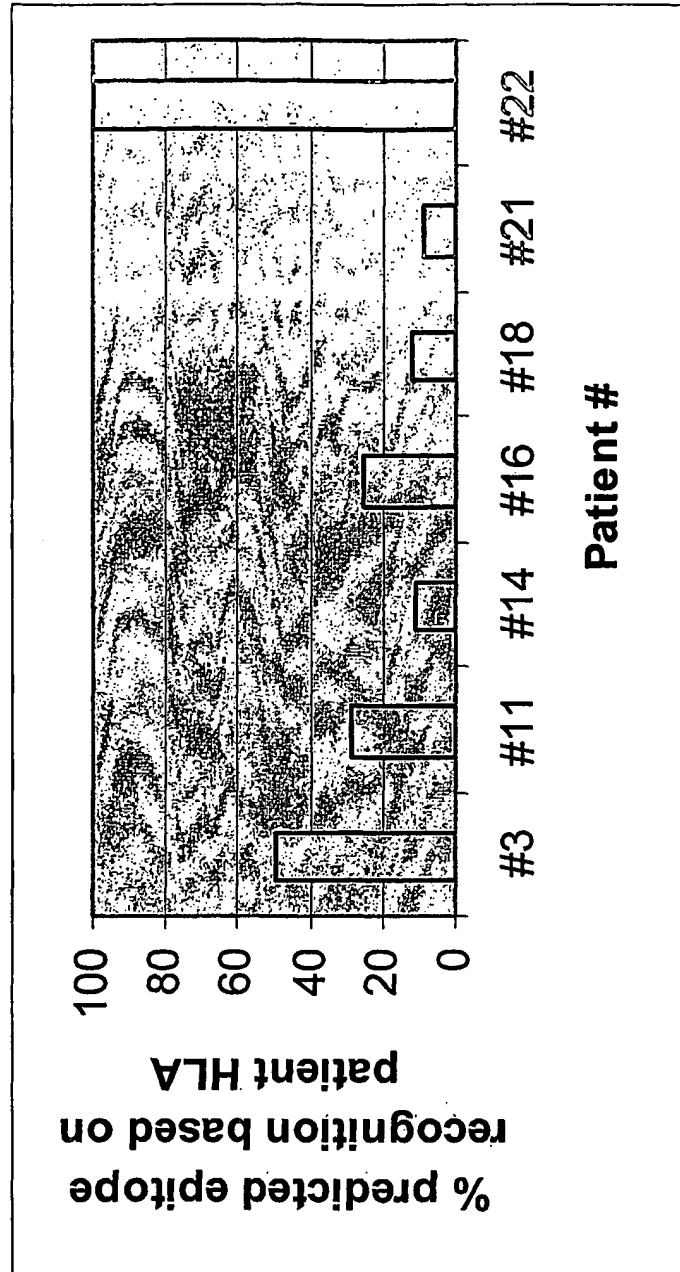 % predicted epitope
recognition based on
patient HLA
100
80
60
40
20
0
#3 #11 #14 #16 #18 #21 #22
Patient #